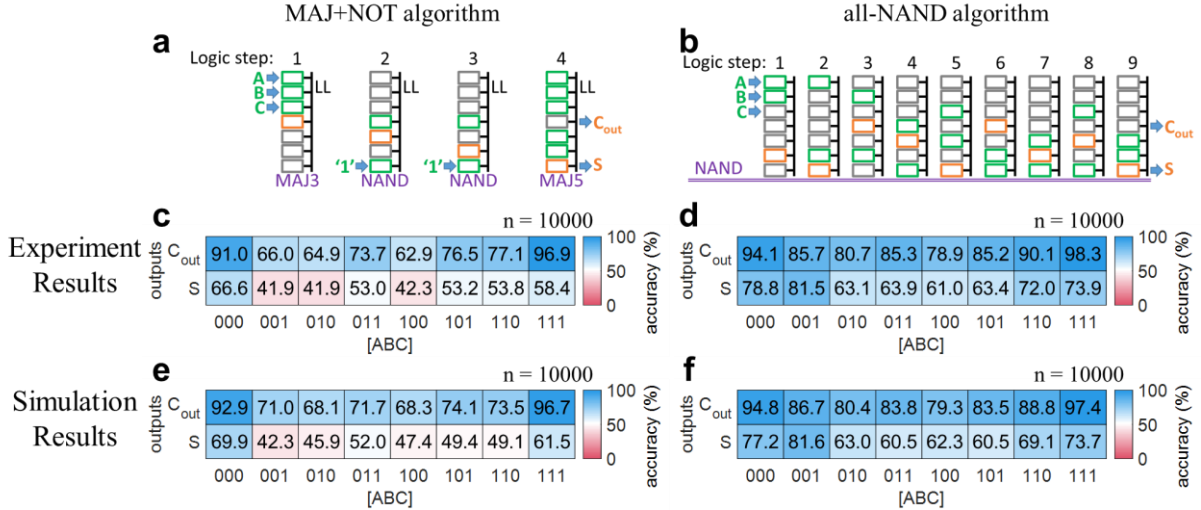 MAJ+NOT algorithm
all-NAND algorithm
a
Logic step: 1 2 3 4
A
B
C
LL LL LL LL
'1' '1'
C_out
S
MAJ3 NAND NAND MAJ5
b
Logic step: 1 2 3 4 5 6 7 8 9
A
B
C
C_out
NAND
S
Experiment
Results
c
n = 10000
outputs
C_out 91.0 66.0 64.9 73.7 62.9 76.5 77.1 96.9
S 66.6 41.9 41.9 53.0 42.3 53.2 53.8 58.4
000 001 010 011 100 101 110 111
[ABC]
100
50
0
accuracy (%)
d
n = 10000
outputs
C_out 94.1 85.7 80.7 85.3 78.9 85.2 90.1 98.3
S 78.8 81.5 63.1 63.9 61.0 63.4 72.0 73.9
000 001 010 011 100 101 110 111
[ABC]
100
50
0
accuracy (%)
Simulation
Results
e
n = 10000
outputs
C_out 92.9 71.0 68.1 71.7 68.3 74.1 73.5 96.7
S 69.9 42.3 45.9 52.0 47.4 49.4 49.1 61.5
000 001 010 011 100 101 110 111
[ABC]
100
50
0
accuracy (%)
f
n = 10000
outputs
C_out 94.8 86.7 80.4 83.8 79.3 83.5 88.8 97.4
S 77.2 81.6 63.0 60.5 62.3 60.5 69.1 73.7
000 001 010 011 100 101 110 111
[ABC]
100
50
0
accuracy (%)